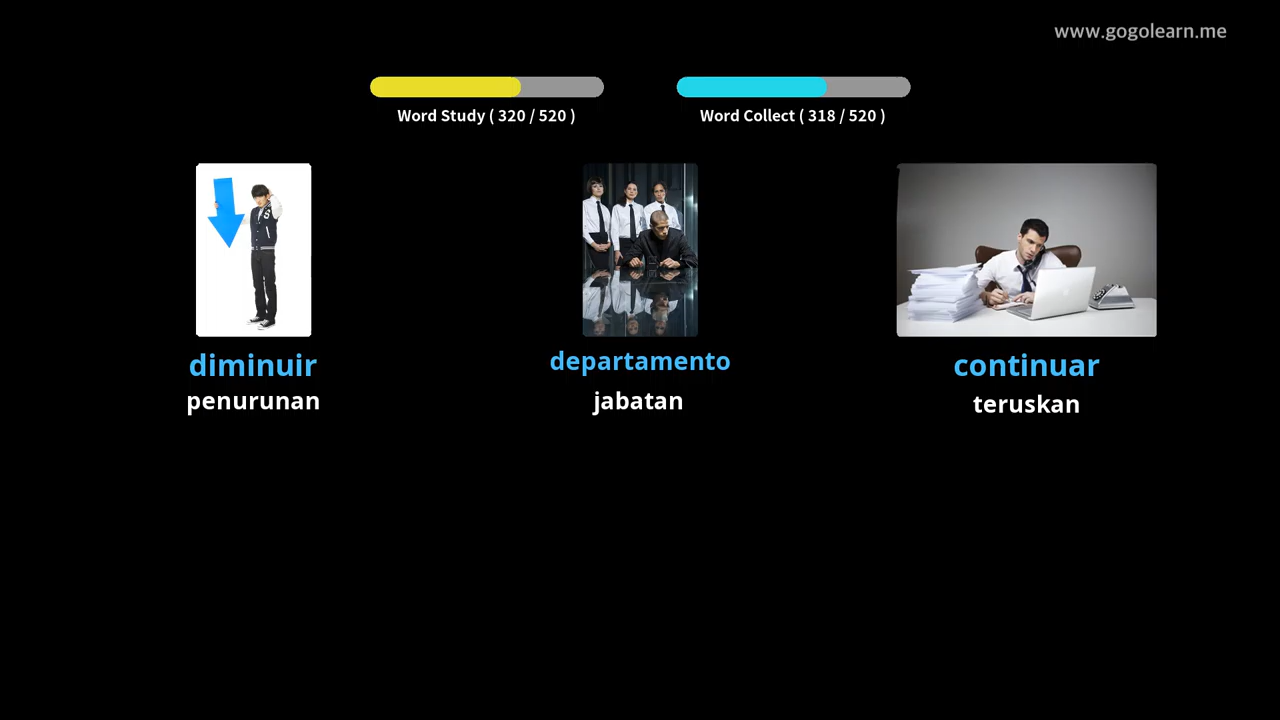 www.gogolearn.me
Word Study ( 320 / 520 )
Word Collect ( 318 / 520 )
diminuir
penurunan
departamento
jabatan
continuar
teruskan